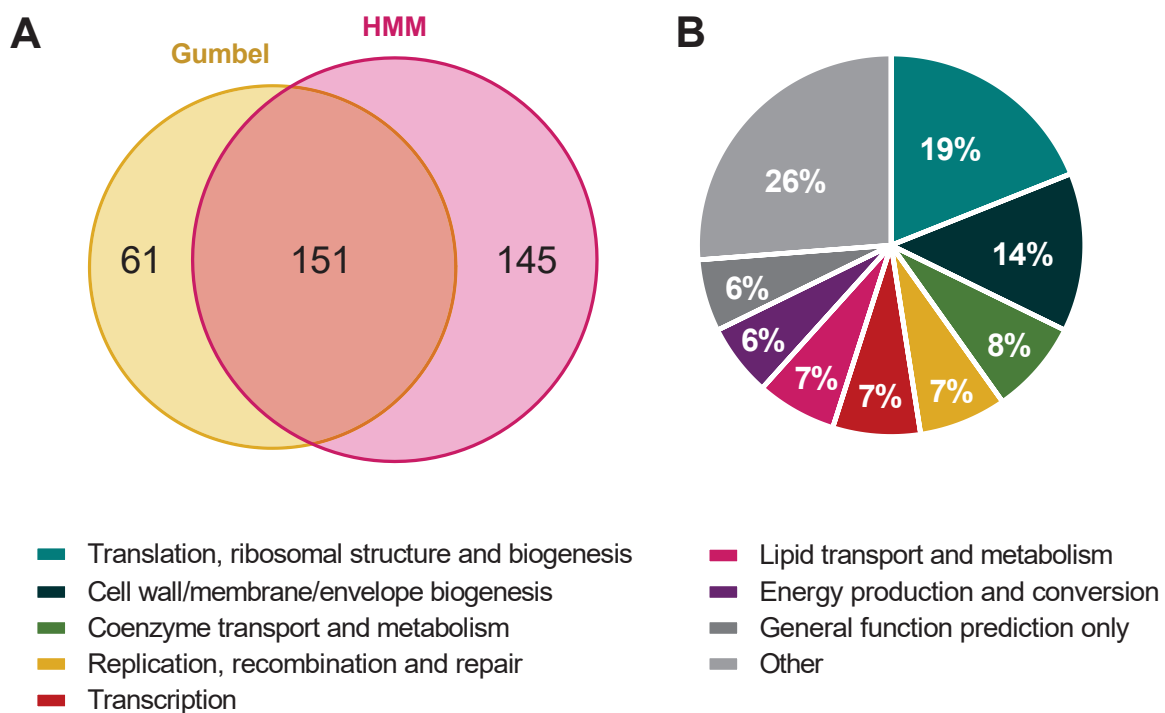 A
Gumbel
HMM
61
151
145
B
19%
14%
8%
7%
7%
7%
6%
6%
26%
Translation, ribosomal structure and biogenesis
Cell wall/membrane/envelope biogenesis
Coenzyme transport and metabolism
Replication, recombination and repair
Transcription
Lipid transport and metabolism
Energy production and conversion
General function prediction only
Other